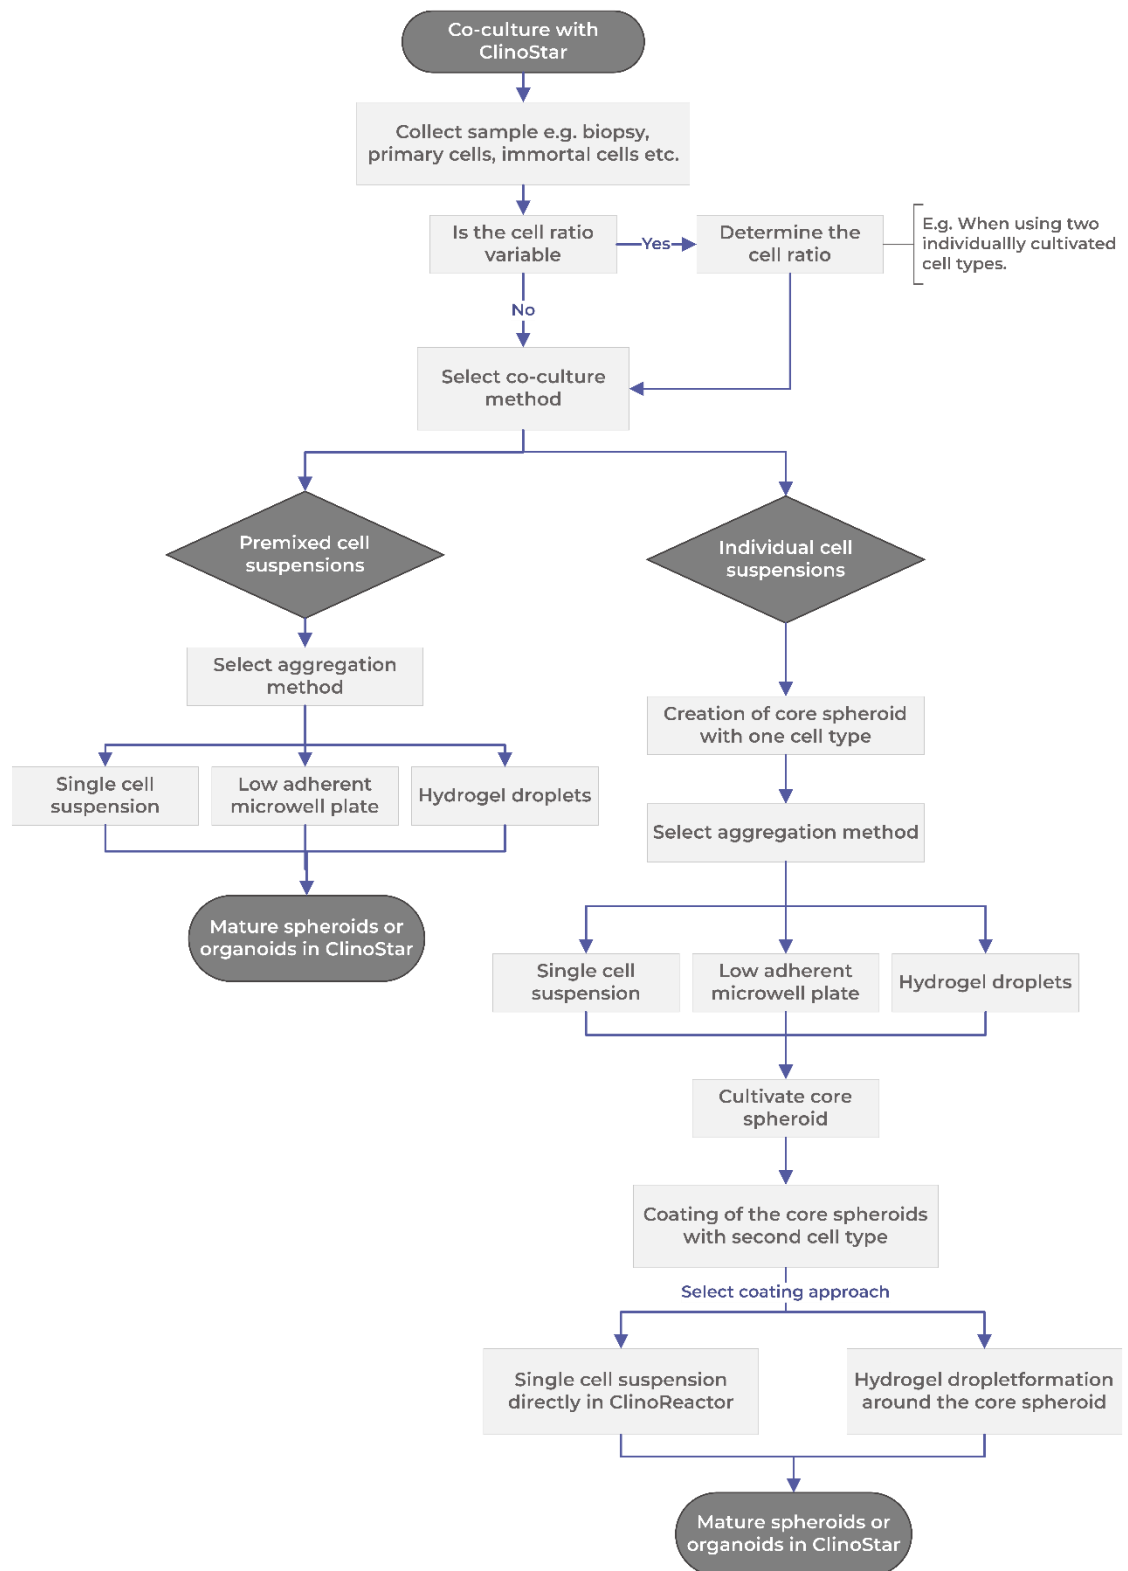 Co-culture with
ClinoStar
Collect sample e.g. biopsy,
primary cells, immortal cells etc.
Is the cell ratio
variable
Yes
Determine the
cell ratio
E.g. When using two
individuallly cultivated
cell types.
No
Select co-culture
method
Premixed cell
suspensions
Individual cell
suspensions
Select aggregation
method
Single cell
suspension
Low adherent
microwell plate
Hydrogel droplets
Mature spheroids or
organoids in ClinoStar
Creation of core spheroid
with one cell type
Select aggregation method
Single cell
suspension
Low adherent
microwell plate
Hydrogel droplets
Cultivate core
spheroid
Coating of the core spheroids
with second cell type
Select coating approach
Single cell suspension
directly in ClinoReactor
Hydrogel dropletformation
around the core spheroid
Mature spheroids or
organoids in ClinoStar